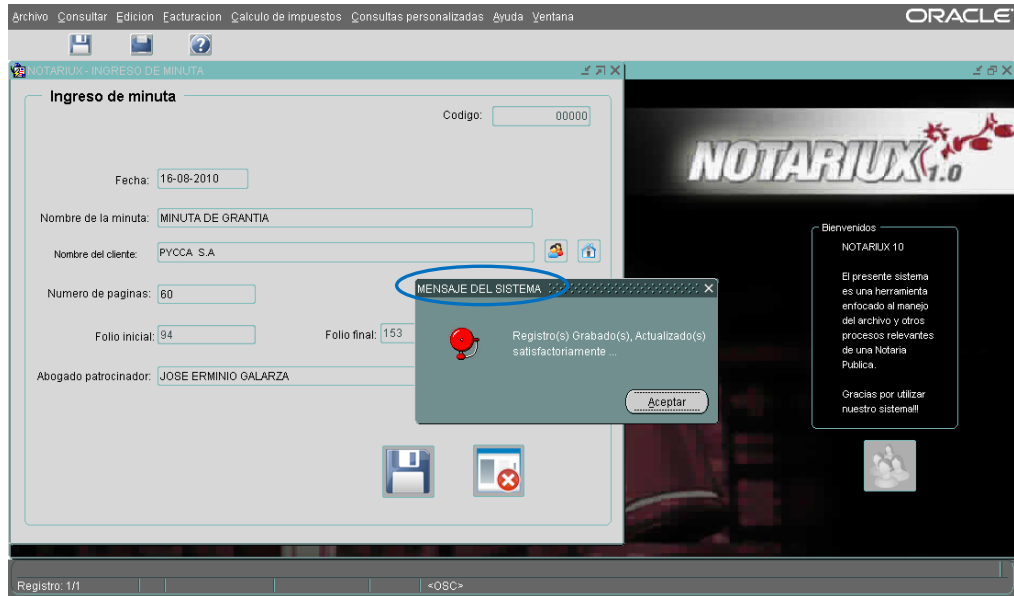 Archivo Consultar Edicion Facturacion Calculo de impuestos Consultas personalizadas Ayuda Ventana
ORACLE
NOTARIUX - INGRESO DE MINUTA
Ingreso de minuta
Codigo: 00000
Fecha: 16-08-2010
Nombre de la minuta: MINUTA DE GRANTIA
Nombre del cliente: PYCCA S.A
Numero de paginas: 60
Folio inicial: 94
Folio final: 153
Abogado patrocinador: JOSE ERMINIO GALARZA
MENSAJE DEL SISTEMA
Registro(s) Grabado(s), Actualizado(s)
satisfactoriamente ...
Aceptar
NOTARIUX 1.0
Bienvenidos
NOTARIUX 10
El presente sistema
es una herramienta
enfocado al manejo
del archivo y otros
procesos relevantes
de una Notaria
Publica.
Gracias por utilizar
nuestro sistema!!!
Registro: 1/1
<OSC>